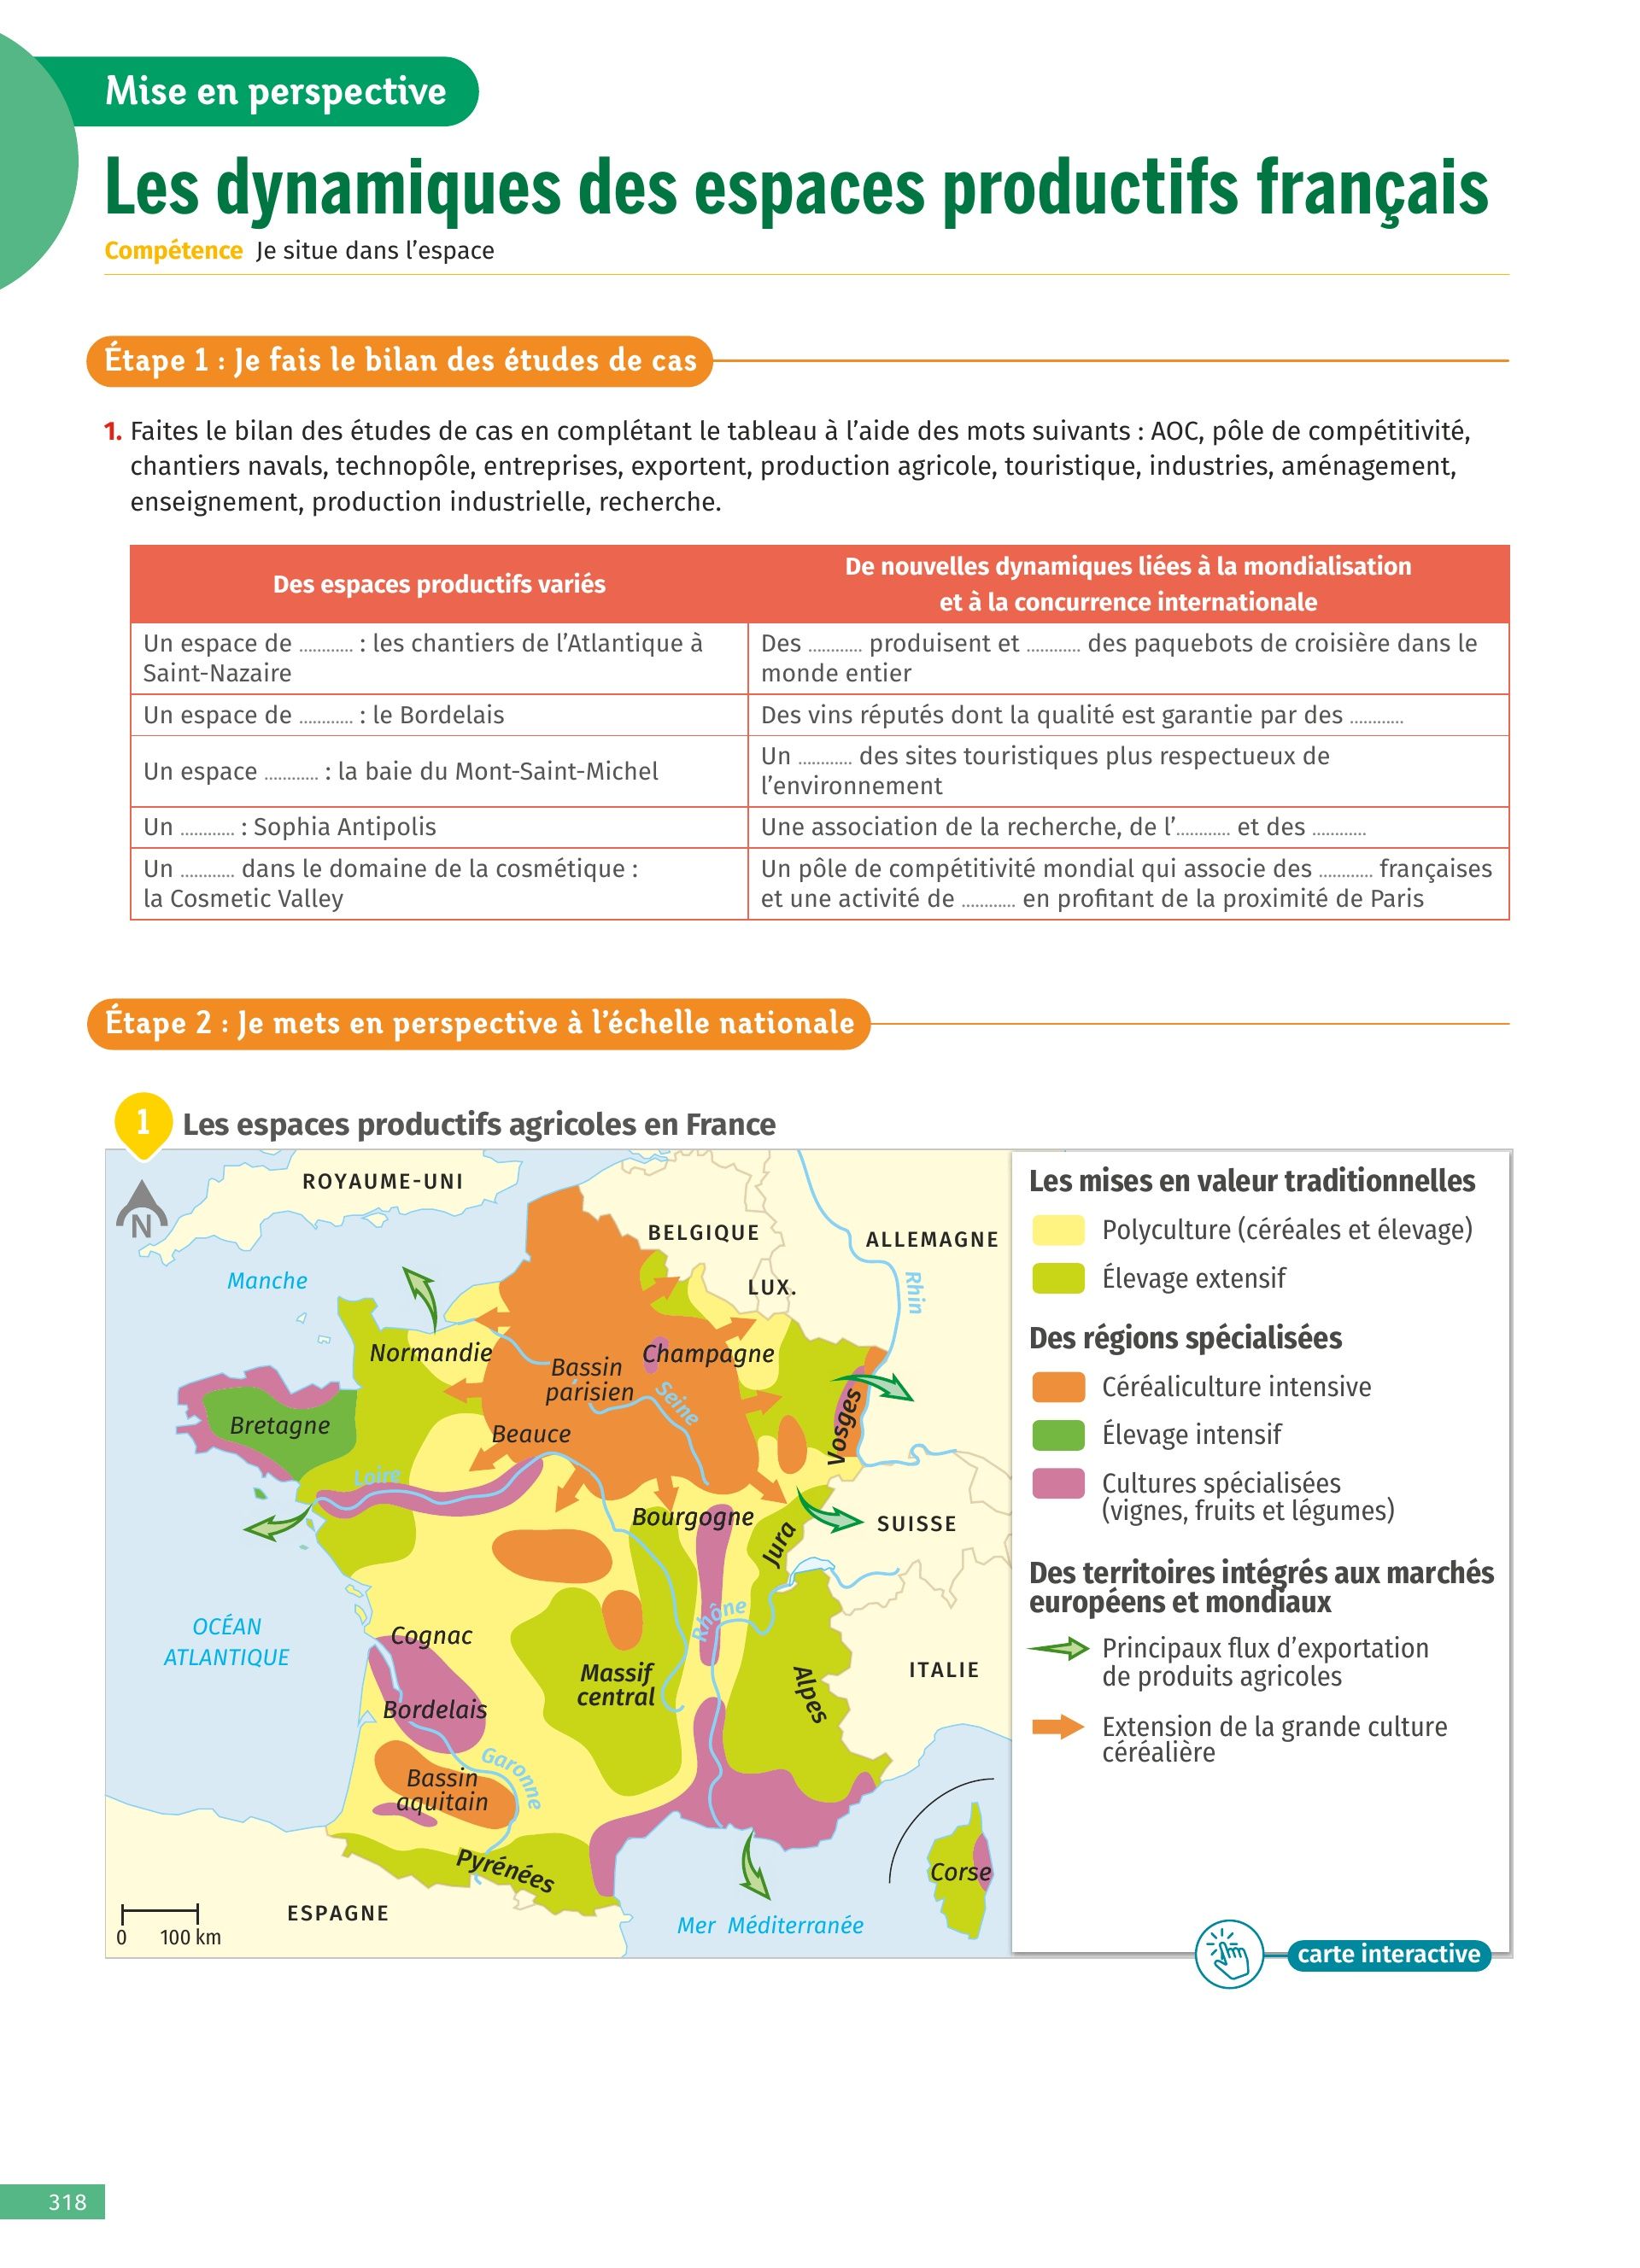 Mise en perspective
Les dynamiques des espaces productifs français
Compétence Je situe dans l'espace
Étape 1 : Je fais le bilan des études de cas
1. Faites le bilan des études de cas en complétant le tableau à l'aide des mots suivants : AOC, pôle de compétitivité,
chantiers navals, technopôle, entreprises, exportent, production agricole, touristique, industries, aménagement,
enseignement, production industrielle, recherche.
Des espaces productifs variés
De nouvelles dynamiques liées à la mondialisation
et à la concurrence internationale
Un espace de ............ : les chantiers de l'Atlantique à
Saint-Nazaire
Des ............ produisent et ............ des paquebots de croisière dans le
monde entier
Un espace de ............ : le Bordelais
Des vins réputés dont la qualité est garantie par des ............
Un espace ............ : la baie du Mont-Saint-Michel
Un ............ des sites touristiques plus respectueux de
l'environnement
Un ............ : Sophia Antipolis
Une association de la recherche, de l'............ et des ............
Un ............ dans le domaine de la cosmétique :
la Cosmetic Valley
Un pôle de compétitivité mondial qui associe des ............ françaises
et une activité de ............ en profitant de la proximité de Paris
Étape 2 : Je mets en perspective à l'échelle nationale
1 Les espaces productifs agricoles en France
N
ROYAUME-UNI
BELGIQUE
ALLEMAGNE
LUX.
Manche
Rhin
Normandie
Bassin
parisien
Champagne
Seine
Bretagne
Beauce
Vosges
Loire
Bourgogne
Jura
SUISSE
OCÉAN
ATLANTIQUE
Cognac
Rhône
Massif
central
Alpes
ITALIE
Bordelais
Garonne
Bassin
aquitain
Pyrénées
Corse
ESPAGNE
Mer Méditerranée
0 100 km
Les mises en valeur traditionnelles
Polyculture (céréales et élevage)
Élevage extensif
Des régions spécialisées
Céréaliculture intensive
Élevage intensif
Cultures spécialisées
(vignes, fruits et légumes)
Des territoires intégrés aux marchés
européens et mondiaux
Principaux flux d'exportation
de produits agricoles
Extension de la grande culture
céréalière
carte interactive
318